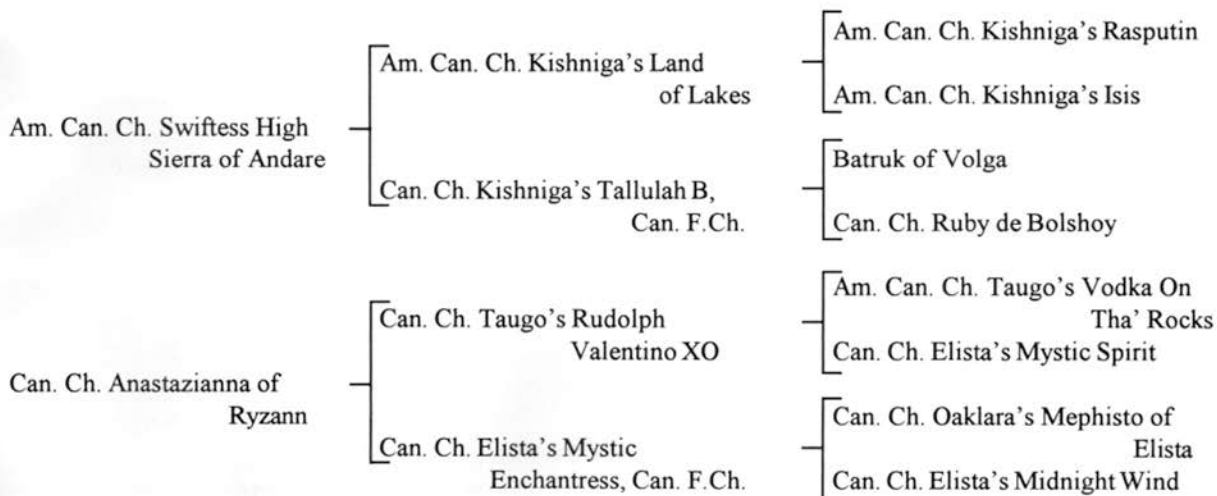 Am. Can. Ch. Swiftess High
Sierra of Andare
Am. Can. Ch. Kishniga's Land
of Lakes
Am. Can. Ch. Kishniga's Rasputin
Am. Can. Ch. Kishniga's Isis
Can. Ch. Kishniga's Tallulah B,
Can. F.Ch.
Batruk of Volga
Can. Ch. Ruby de Bolshoy
Can. Ch. Anastazianna of
Ryzann
Can. Ch. Taugo's Rudolph
Valentino XO
Am. Can. Ch. Taugo's Vodka On
Tha' Rocks
Can. Ch. Elista's Mystic Spirit
Can. Ch. Elista's Mystic
Enchantress, Can. F.Ch.
Can. Ch. Oaklara's Mephisto of
Elista
Can. Ch. Elista's Midnight Wind